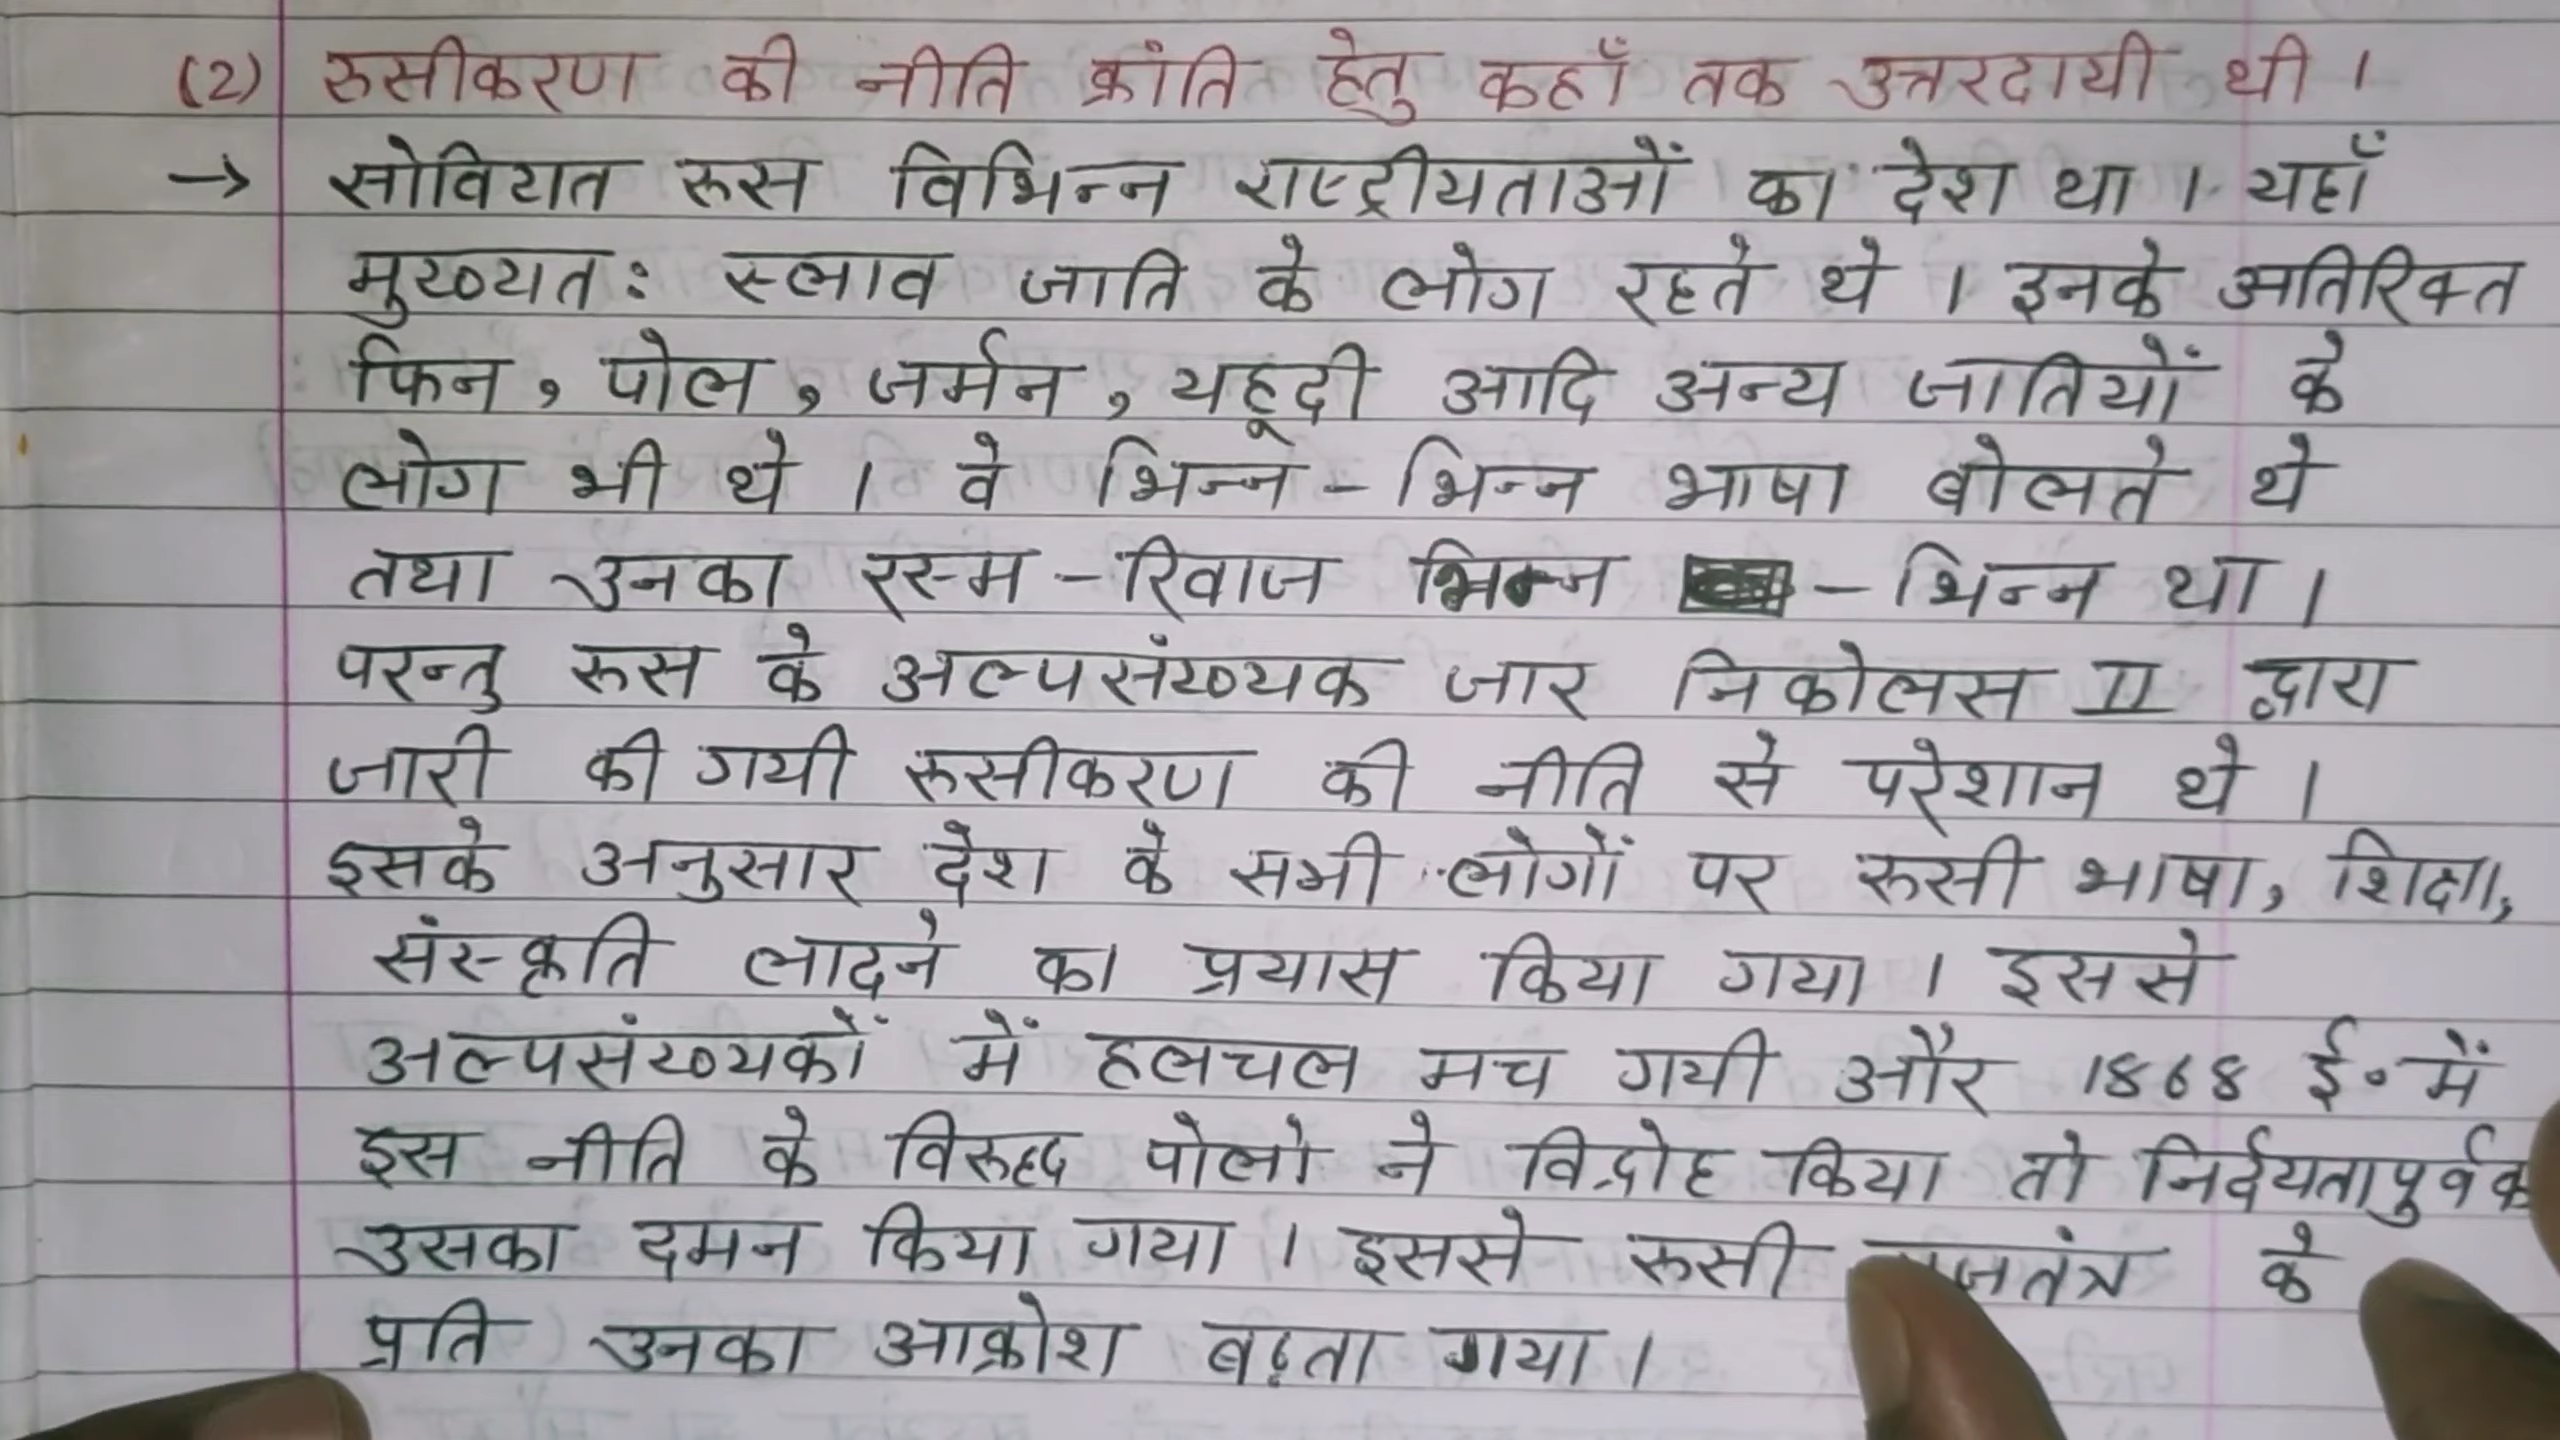 (2) रुसीकरण की नीति क्रांति हेतु कहाँ तक उत्तरदायी थी ।
→ सोवियत रुस विभिन्न राष्ट्रीयताओं का देश था । यहाँ
मुख्यत: स्लाव जाति के लोग रहते थे । इनके अतिरिक्त
फिन, पोल, जर्मन, यहूदी आदि अन्य जातियों के
लोग भी थे । वे भिन्न - भिन्न भाषा बोलते थे
तथा उनका रस्म - रिवाज भिन्न - भिन्न था ।
परन्तु रुस के अल्पसंख्यक जार निकोलस II द्वारा
जारी की गयी रुसीकरण की नीति से परेशान थे ।
इसके अनुसार देश के सभी लोगों पर रुसी भाषा, शिक्षा,
संस्कृति लादने का प्रयास किया गया । इससे
अल्पसंख्यकों में हलचल मच गयी और 1868 ई० में
इस नीति के विरुद्ध पोलो ने विद्रोह किया तो निर्दयतापुर्वक
उसका दमन किया गया । इससे रुसी के
प्रति उनका आक्रोश बढ़ता गया ।